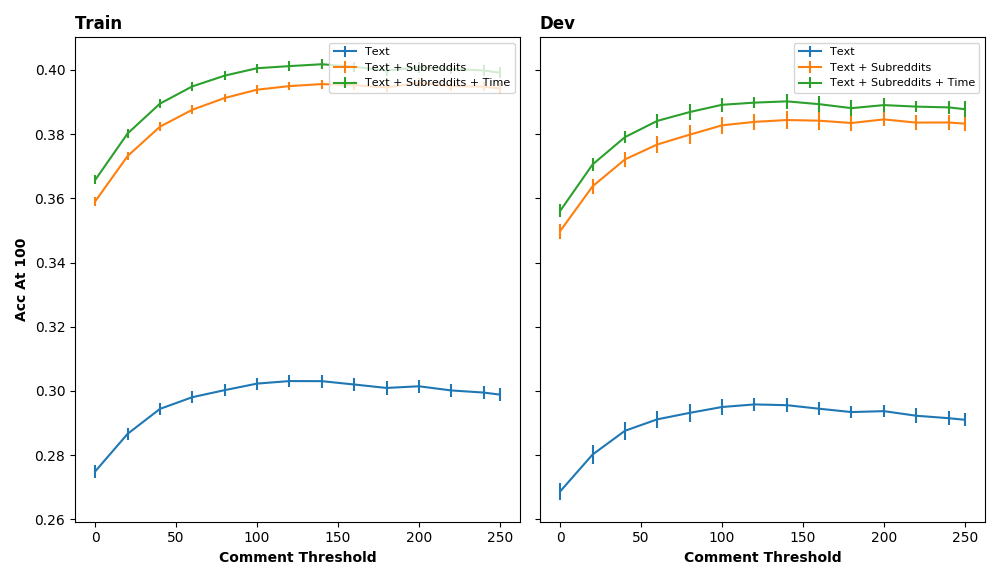 Train
Text
Text + Subreddits
Text + Subreddits + Time
0.40
0.38
0.36
0.34
0.32
0.30
0.28
0.26
Acc At 100
0 50 100 150 200 250
Comment Threshold
Dev
Text
Text + Subreddits
Text + Subreddits + Time
0 50 100 150 200 250
Comment Threshold